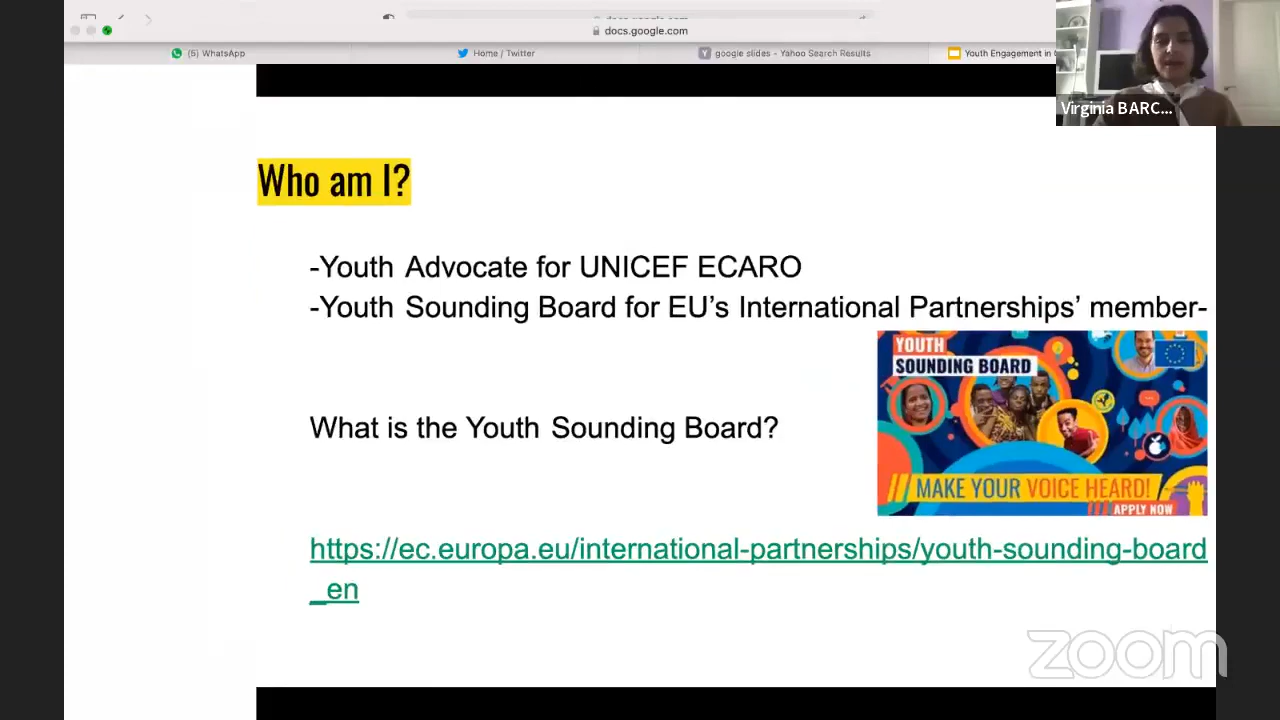 docs.google.com
(5) WhatsApp
Home / Twitter
google slides - Yahoo Search Results
Youth Engagement in
Virginia BARC...
Who am I?
-Youth Advocate for UNICEF ECARO
-Youth Sounding Board for EU's International Partnerships' member-
YOUTH
SOUNDING BOARD
What is the Youth Sounding Board?
MAKE YOUR VOICE HEARD!
APPLY NOW
https://ec.europa.eu/international-partnerships/youth-sounding-board
_en
zoom